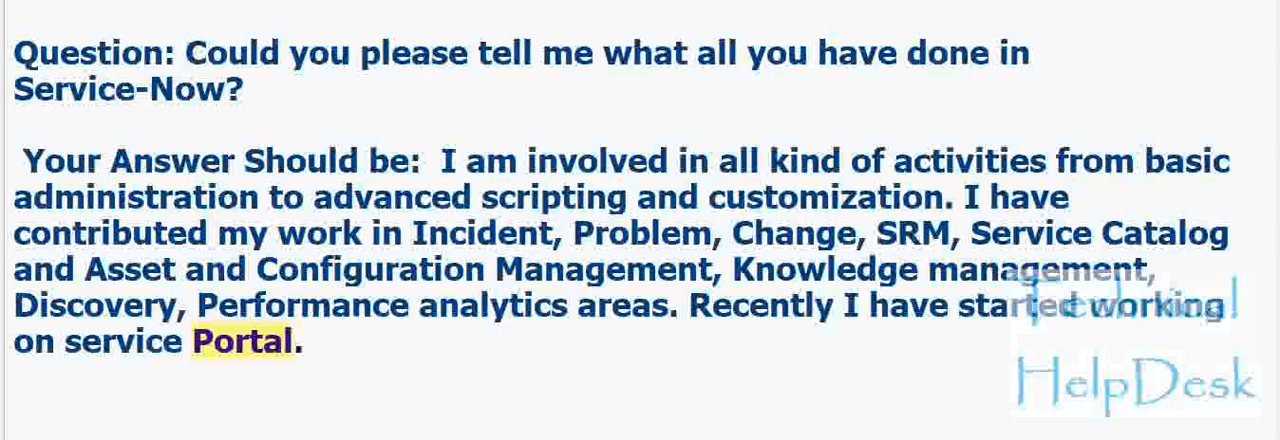 Question: Could you please tell me what all you have done in
Service-Now?
Your Answer Should be: I am involved in all kind of activities from basic
administration to advanced scripting and customization. I have
contributed my work in Incident, Problem, Change, SRM, Service Catalog
and Asset and Configuration Management, Knowledge management,
Discovery, Performance analytics areas. Recently I have started working
on service Portal.
Technical
HelpDesk